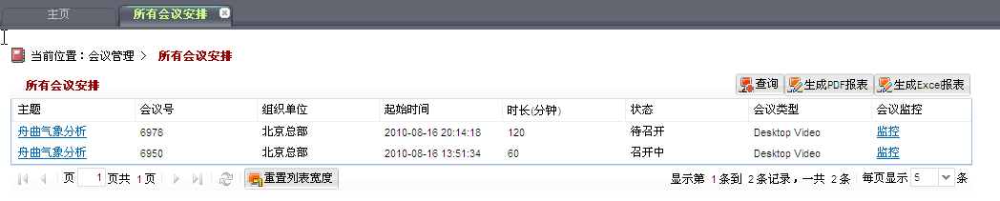 主页 所有会议安排
当前位置：会议管理 > 所有会议安排
所有会议安排 查询 生成PDF报表 生成Excel报表
主题 会议号 组织单位 起始时间 时长(分钟) 状态 会议类型 会议监控
舟曲气象分析 6978 北京总部 2010-08-16 20:14:18 120 待召开 Desktop Video 监控
舟曲气象分析 6950 北京总部 2010-08-16 13:51:34 60 召开中 Desktop Video 监控
页 1 页共 1 页 重置列表宽度 显示第 1 条到 2 条记录，一共 2 条 每页显示 5 条